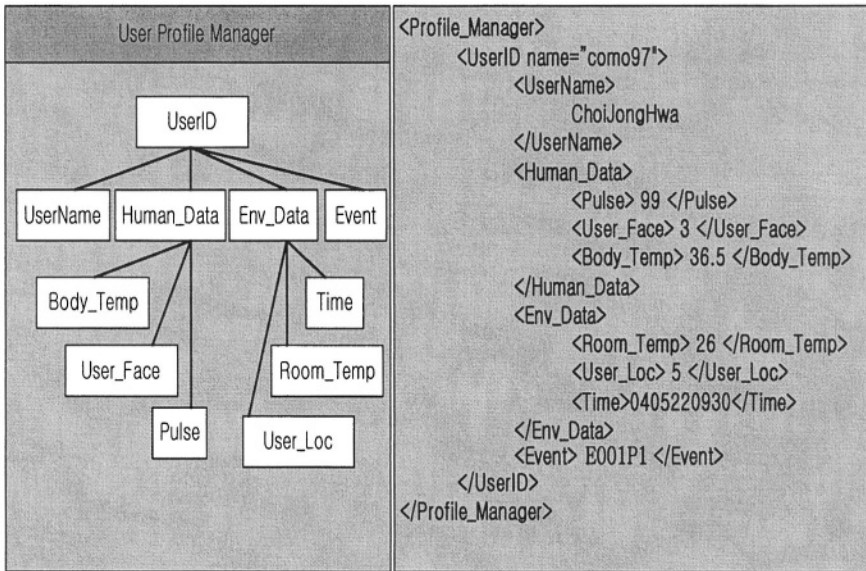 User Profile Manager
UserID
UserName
Human_Data
Env_Data
Event
Body_Temp
Time
User_Face
Room_Temp
Pulse
User_Loc
<Profile_Manager>
<UserID name="como97">
<UserName>
ChoiJongHwa
</UserName>
<Human_Data>
<Pulse> 99 </Pulse>
<User_Face> 3 </User_Face>
<Body_Temp> 36.5 </Body_Temp>
</Human_Data>
<Env_Data>
<Room_Temp> 26 </Room_Temp>
<User_Loc> 5 </User_Loc>
<Time>0405220930</Time>
</Env_Data>
<Event> E001P1 </Event>
</UserID>
</Profile_Manager>